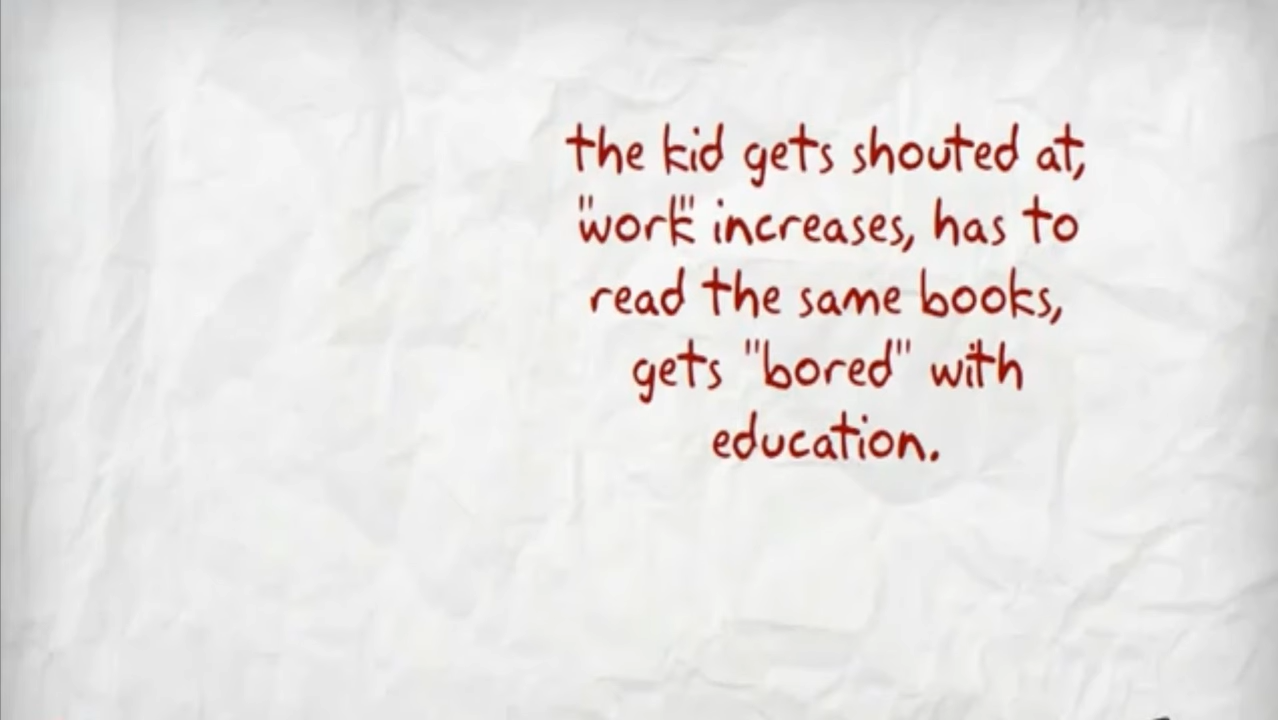 the kid gets shouted at,
"work" increases, has to
read the same books,
gets "bored" with
education.